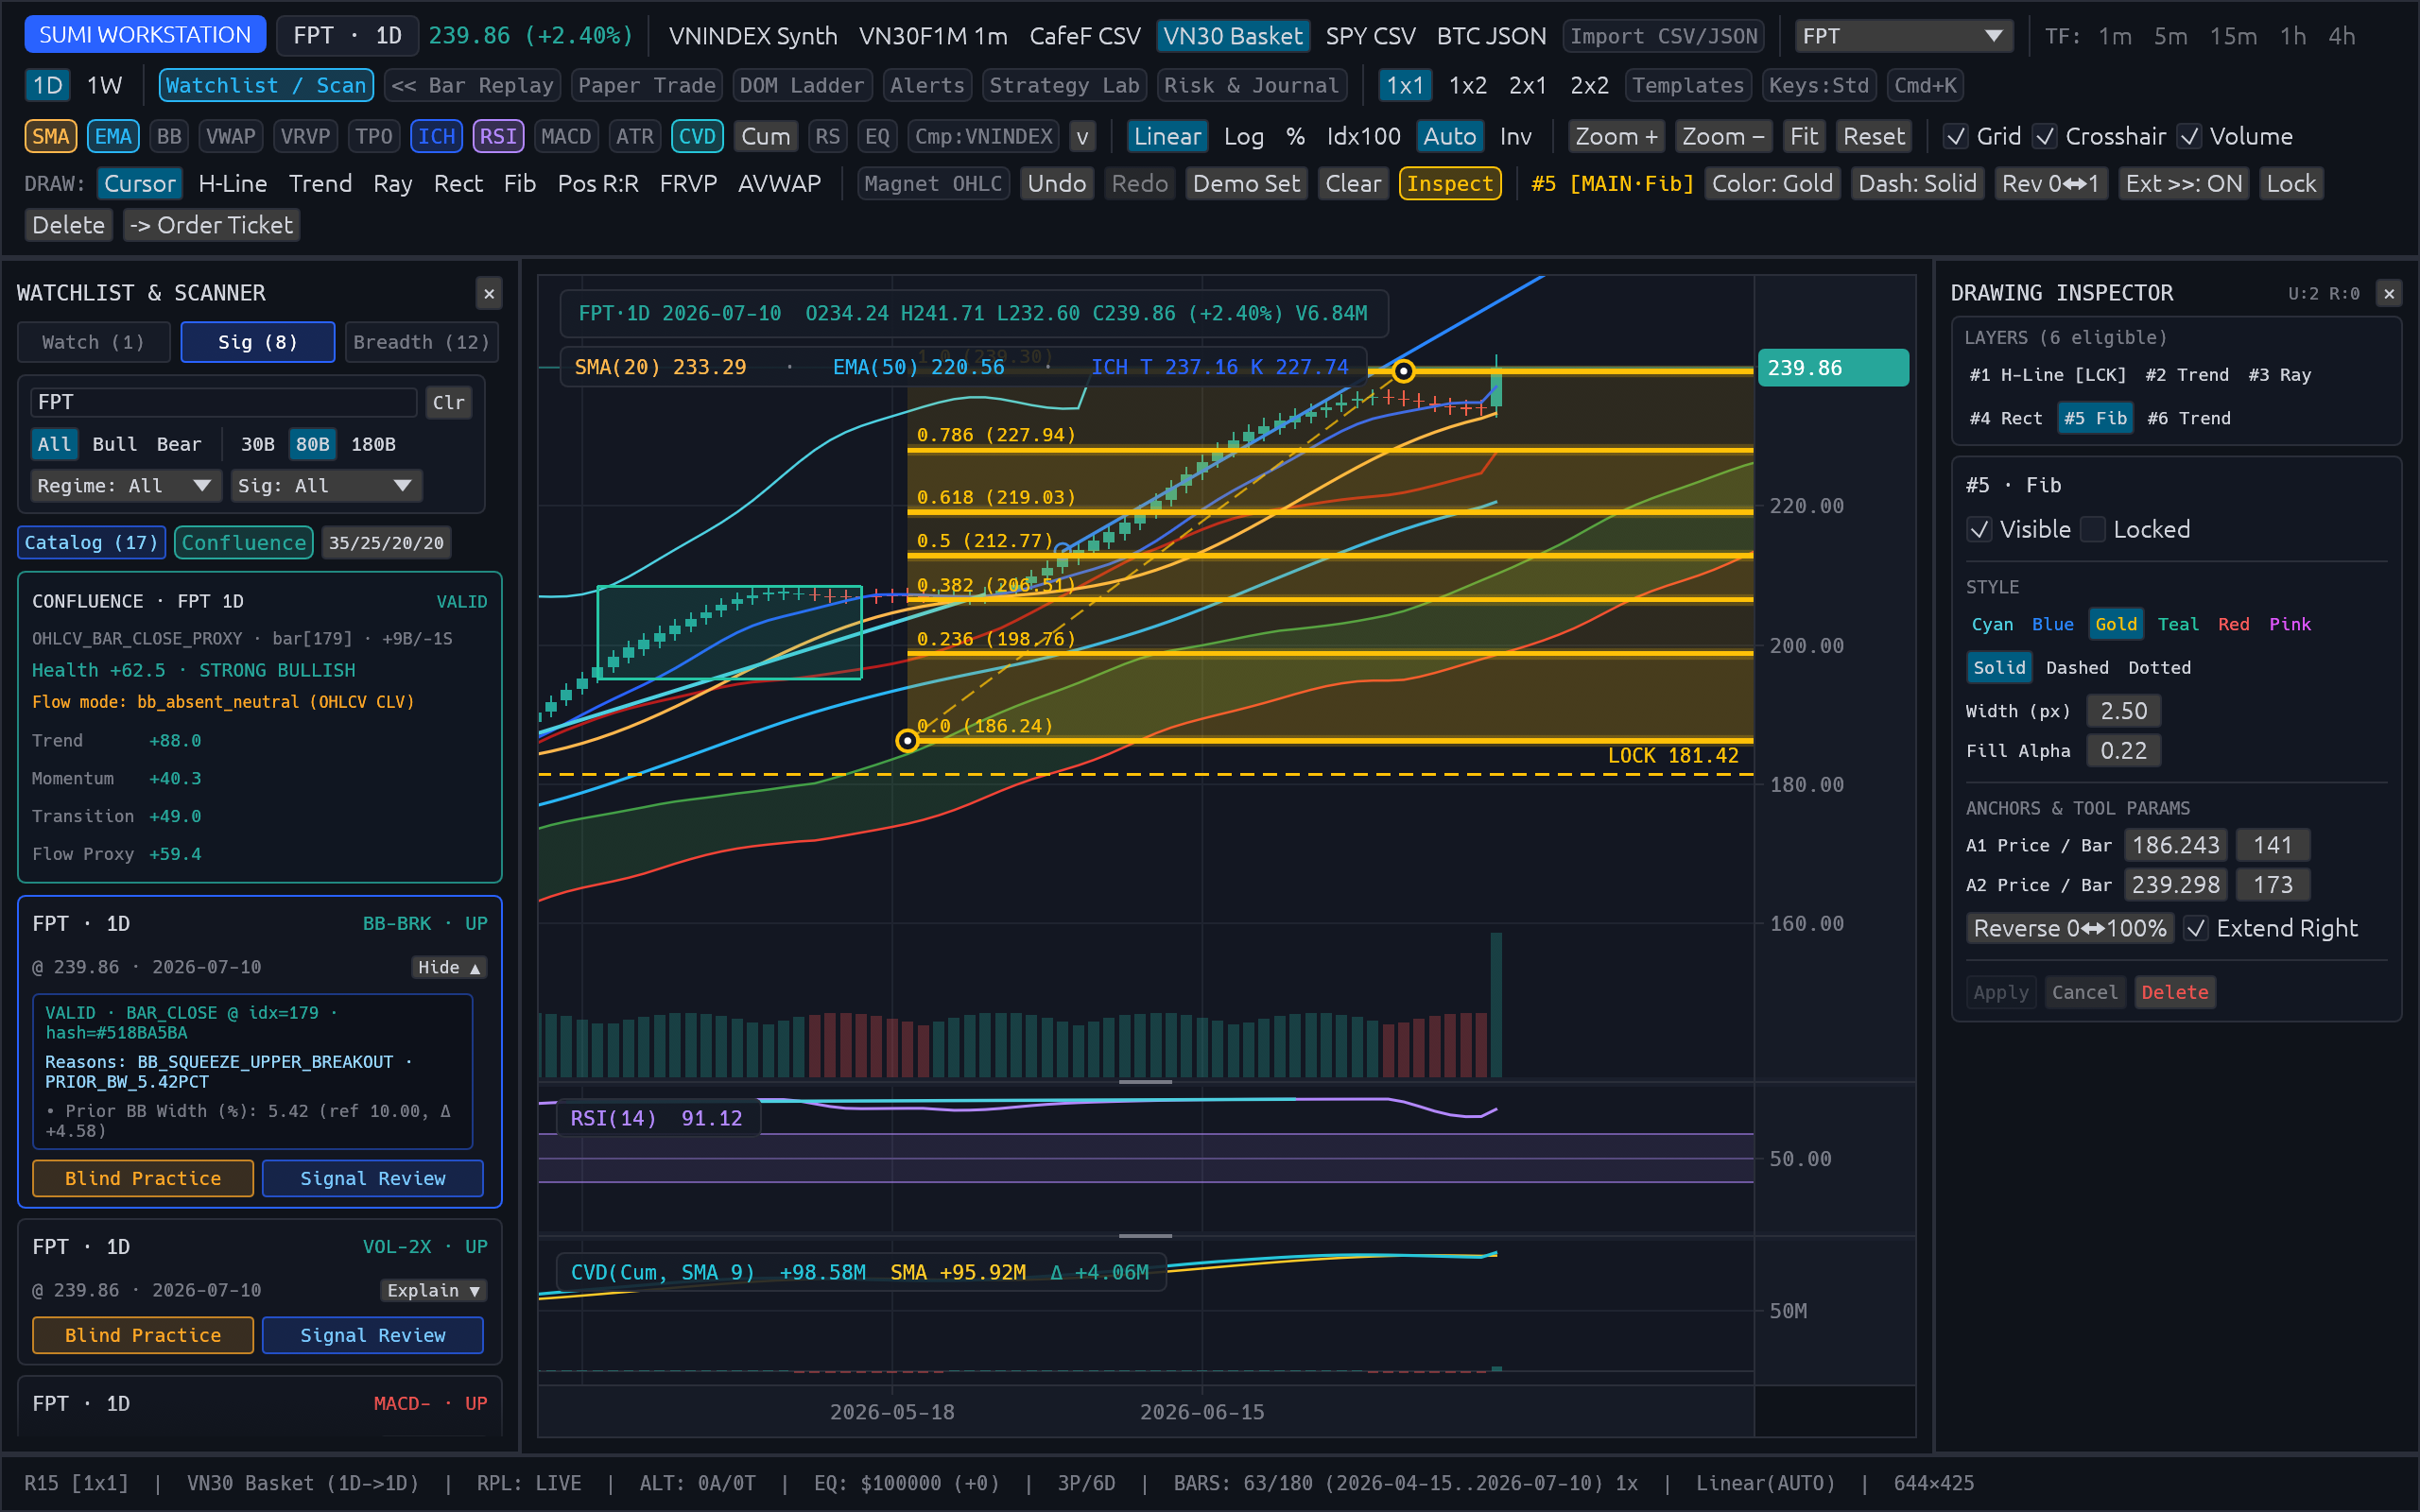 SUMI WORKSTATION FPT · 1D 239.86 (+2.40%) VNINDEX Synth VN30F1M 1m CafeF CSV VN30 Basket SPY CSV BTC JSON Import CSV/JSON FPT TF: 1m 5m 15m 1h 4h
1D 1W Watchlist / Scan << Bar Replay Paper Trade DOM Ladder Alerts Strategy Lab Risk & Journal 1x1 1x2 2x1 2x2 Templates Keys:Std Cmd+K
SMA EMA BB VWAP VRVP TPO ICH RSI MACD ATR CVD Cum RS EQ Cmp:VNINDEX v Linear Log % Idx100 Auto Inv Zoom + Zoom − Fit Reset Grid Crosshair Volume
DRAW: Cursor H-Line Trend Ray Rect Fib Pos R:R FRVP AVWAP Magnet OHLC Undo Redo Demo Set Clear Inspect #5 [MAIN·Fib] Color: Gold Dash: Solid Rev 0↔1 Ext >>: ON Lock
Delete -> Order Ticket
WATCHLIST & SCANNER ×
Watch (1) Sig (8) Breadth (12)
FPT Clr
All Bull Bear 30B 80B 180B
Regime: All Sig: All
Catalog (17) Confluence 35/25/20/20
CONFLUENCE · FPT 1D VALID
OHLCV_BAR_CLOSE_PROXY · bar[179] · +9B/-1S
Health +62.5 · STRONG BULLISH
Flow mode: bb_absent_neutral (OHLCV CLV)
Trend +88.0
Momentum +40.3
Transition +49.0
Flow Proxy +59.4
FPT · 1D BB-BRK · UP
@ 239.86 · 2026-07-10 Hide ▲
VALID · BAR_CLOSE @ idx=179 ·
hash=#518BA5BA
Reasons: BB_SQUEEZE_UPPER_BREAKOUT ·
PRIOR_BW_5.42PCT
• Prior BB Width (%): 5.42 (ref 10.00, Δ
+4.58)
Blind Practice Signal Review
FPT · 1D VOL-2X · UP
@ 239.86 · 2026-07-10 Explain ▼
Blind Practice Signal Review
FPT · 1D MACD- · UP
FPT·1D 2026-07-10 O234.24 H241.71 L232.60 C239.86 (+2.40%) V6.84M
1.0 (239.30)
SMA(20) 233.29 · EMA(50) 220.56 · ICH T 237.16 K 227.74
239.86
0.786 (227.94)
0.618 (219.03)
220.00
0.5 (212.77)
0.382 (206.51)
0.236 (198.76)
200.00
0.0 (186.24)
LOCK 181.42
180.00
160.00
RSI(14) 91.12
50.00
CVD(Cum, SMA 9) +98.58M SMA +95.92M Δ +4.06M
50M
2026-05-18 2026-06-15
DRAWING INSPECTOR U:2 R:0 ×
LAYERS (6 eligible)
#1 H-Line [LCK] #2 Trend #3 Ray
#4 Rect #5 Fib #6 Trend
#5 · Fib
Visible Locked
STYLE
Cyan Blue Gold Teal Red Pink
Solid Dashed Dotted
Width (px) 2.50
Fill Alpha 0.22
ANCHORS & TOOL PARAMS
A1 Price / Bar 186.243 141
A2 Price / Bar 239.298 173
Reverse 0↔100% Extend Right
Apply Cancel Delete
R15 [1x1] | VN30 Basket (1D->1D) | RPL: LIVE | ALT: 0A/0T | EQ: $100000 (+0) | 3P/6D | BARS: 63/180 (2026-04-15..2026-07-10) 1x | Linear(AUTO) | 644×425